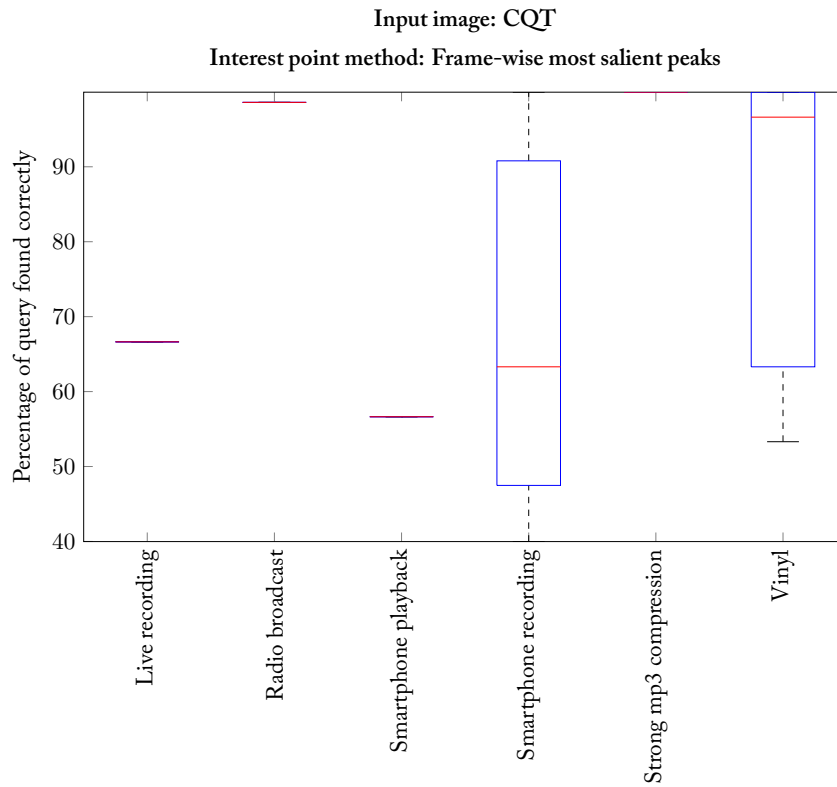 Input image: CQT
Interest point method: Frame-wise most salient peaks
Percentage of query found correctly
90
80
70
60
50
40
Live recording
Radio broadcast
Smartphone playback
Smartphone recording
Strong mp3 compression
Vinyl